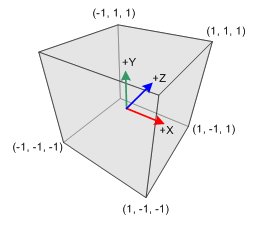 (-1, 1, 1)
(1, 1, 1)
+Y
+Z
+X
(1, -1, 1)
(-1, -1, -1)
(1, -1, -1)